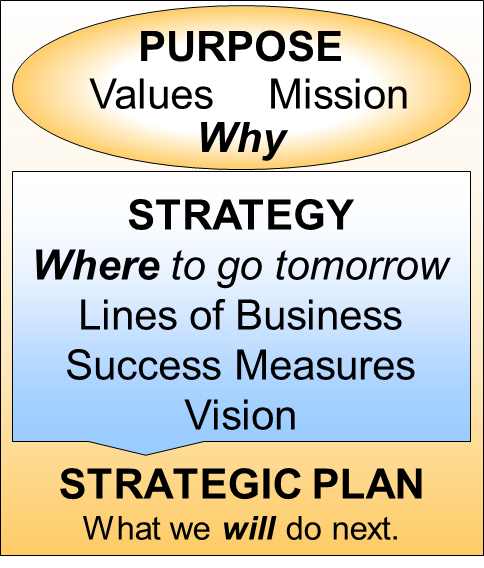 PURPOSE
Values Mission
Why
STRATEGY
Where to go tomorrow
Lines of Business
Success Measures
Vision
STRATEGIC PLAN
What we will do next.